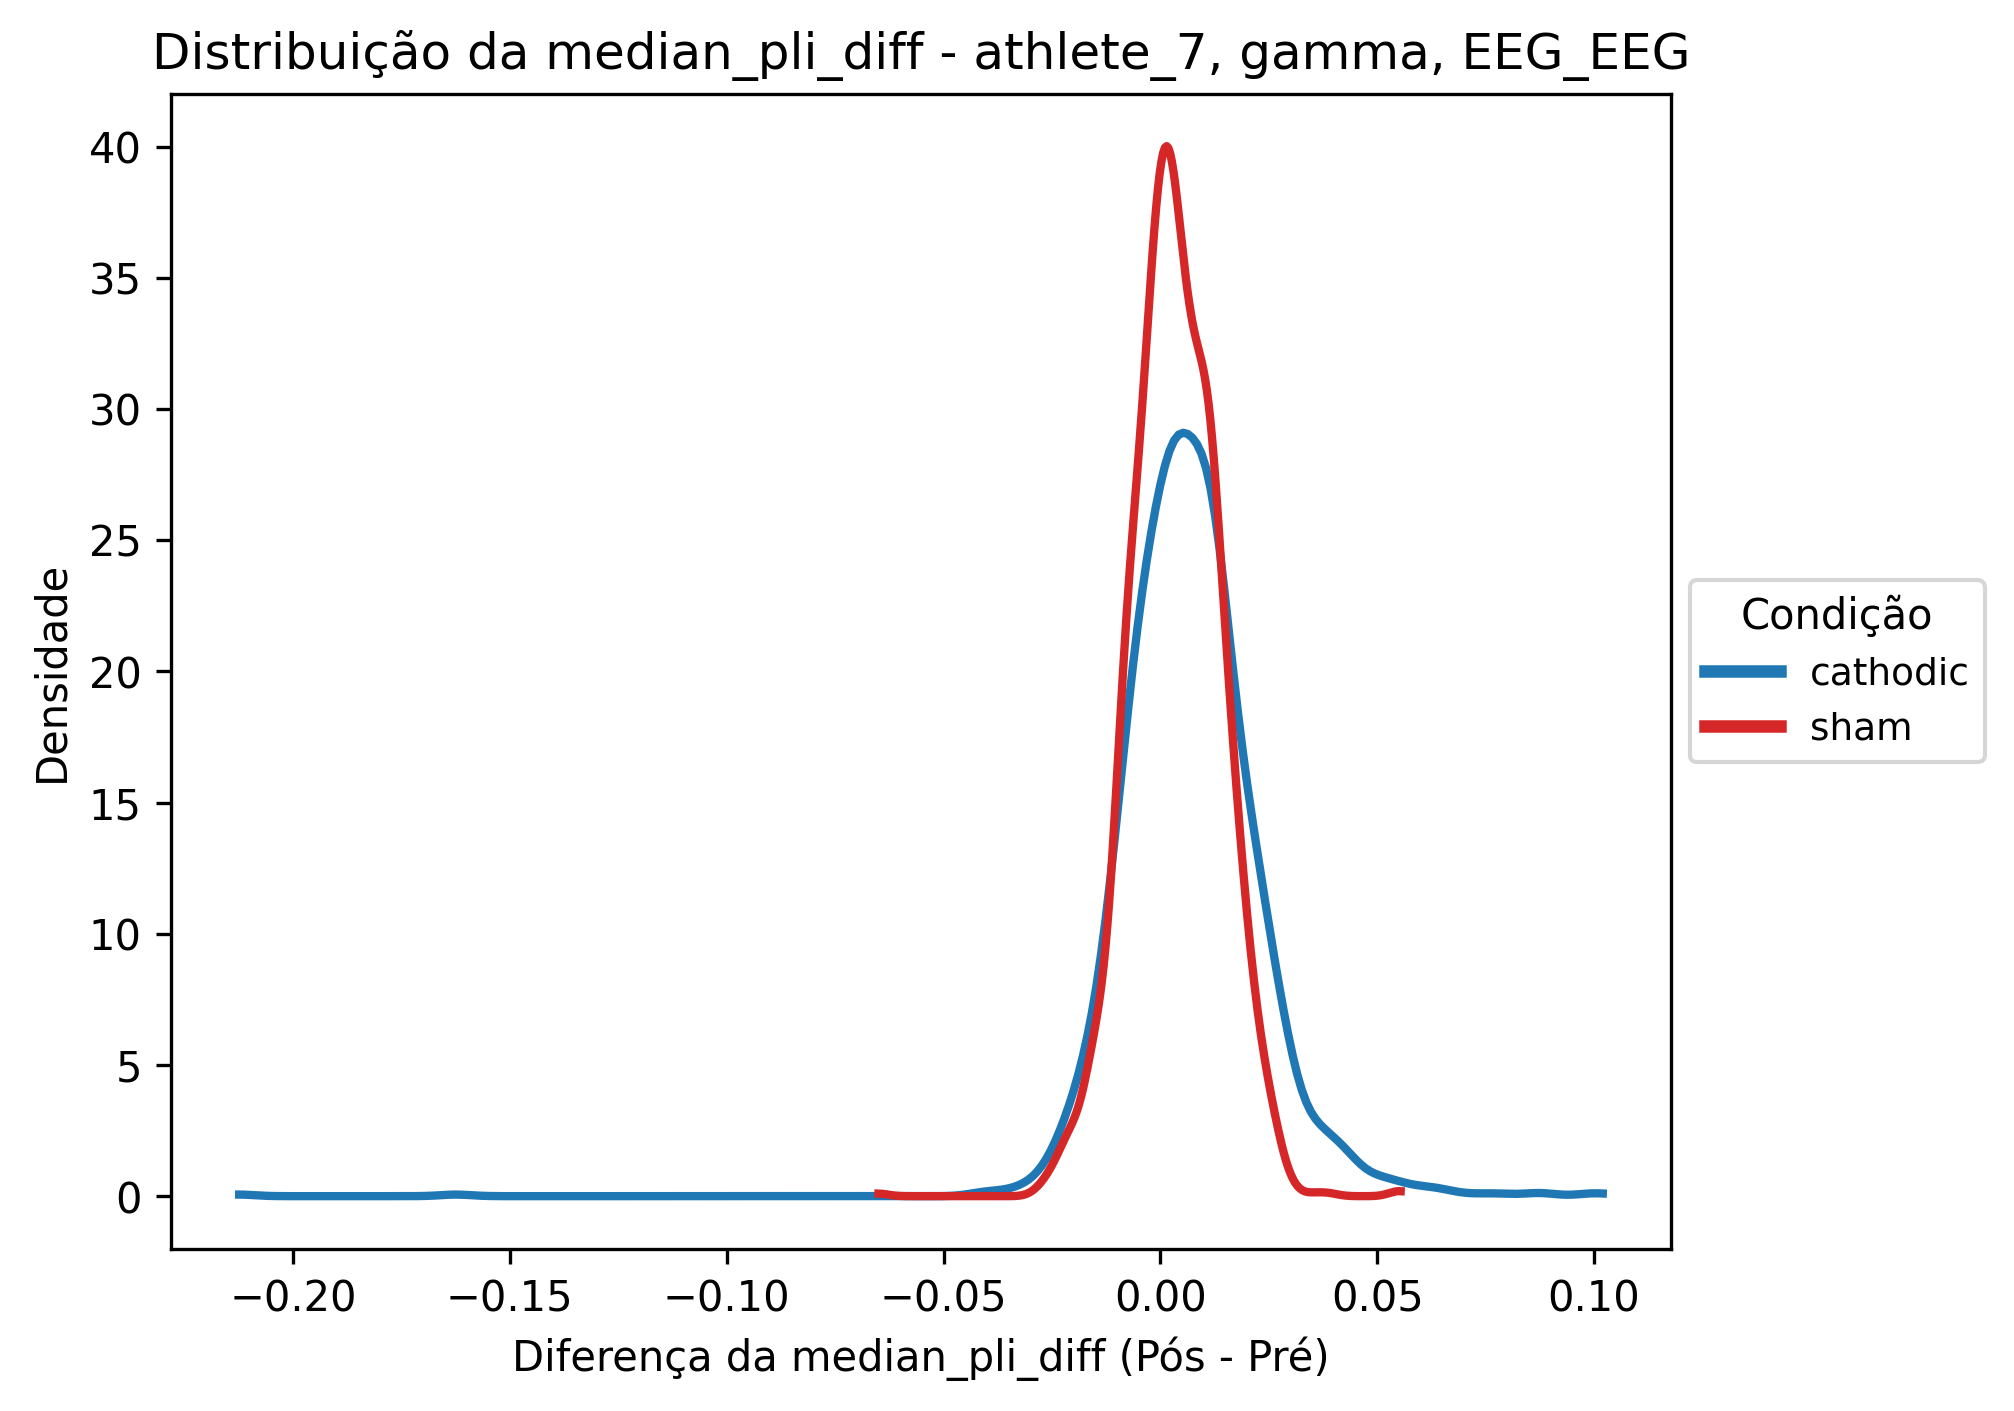 Distribuição da median_pli_diff - athlete_7, gamma, EEG_EEG
Densidade
40
35
30
25
20
15
10
5
0
−0.20
−0.15
−0.10
−0.05
0.00
0.05
0.10
Diferença da median_pli_diff (Pós - Pré)
Condição
cathodic
sham